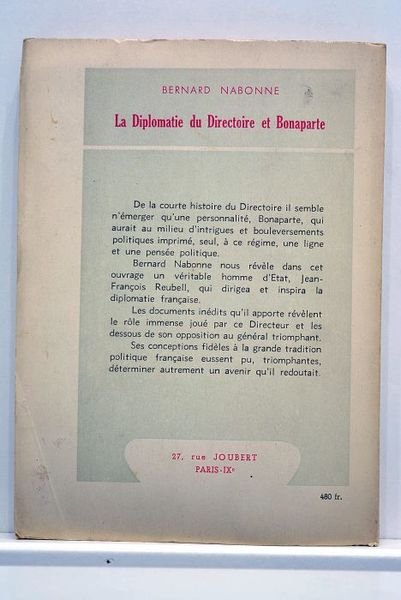 BERNARD NABONNE
La Diplomatie du Directoire et Bonaparte
De la courte histoire du Directoire il semble
n'émerger qu'une personnalité, Bonaparte, qui
aurait au milieu d'intrigues et bouleversements
politiques imprimé, seul, à ce régime, une ligne
et une pensée politique.
Bernard Nabonne nous révèle dans cet
ouvrage un véritable homme d'Etat, Jean-
François Reubell, qui dirigea et inspira la
diplomatie française.
Les documents inédits qu'il apporte révèlent
le rôle immense joué par ce Directeur et les
dessous de son opposition au général triomphant.
Ses conceptions fidèles à la grande tradition
politique française eussent pu, triomphantes,
déterminer autrement un avenir qu'il redoutait.
27, rue JOUBERT
PARIS-IXe
480 fr.